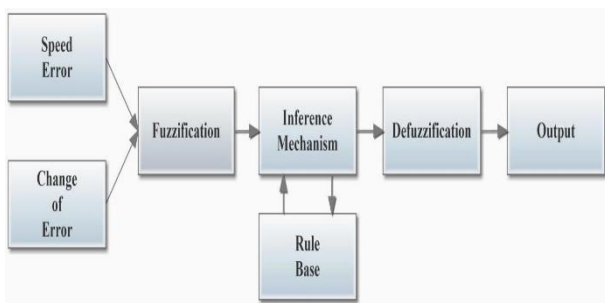 Speed
Error
Change
of
Error
Fuzzification
Inference
Mechanism
Rule
Base
Defuzzification
Output